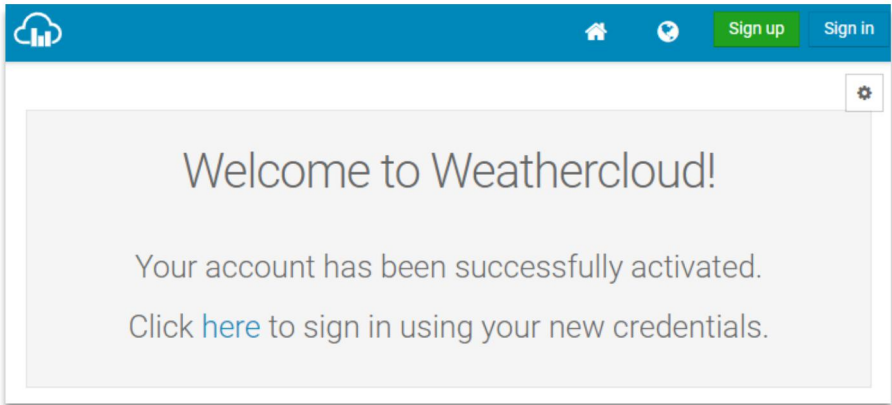 Sign up Sign in
Welcome to Weathercloud!
Your account has been successfully activated.
Click here to sign in using your new credentials.